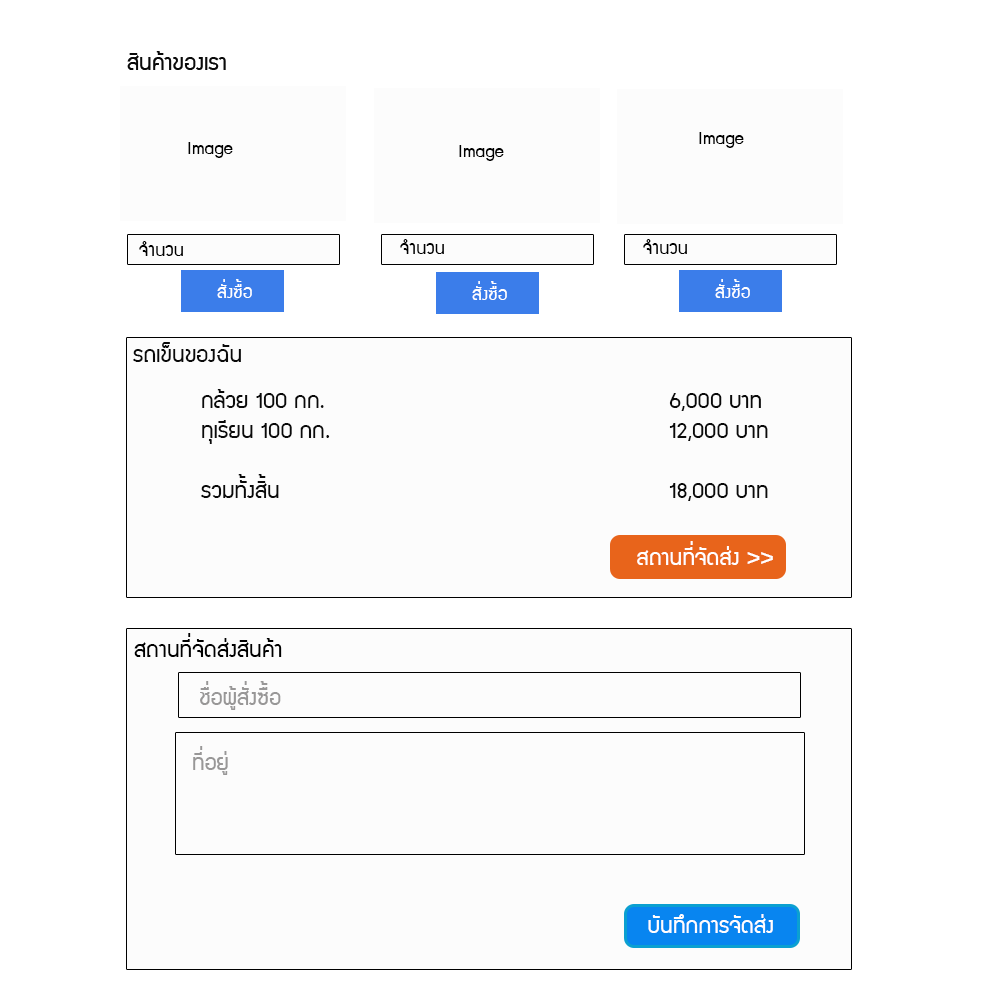 สินค้าของเรา
Image
Image
Image
จำนวน
จำนวน
จำนวน
สั่งซื้อ
สั่งซื้อ
สั่งซื้อ
รถเข็นของฉัน
กล้วย 100 กก. 6,000 บาท
ทุเรียน 100 กก. 12,000 บาท
รวมทั้งสิ้น 18,000 บาท
สถานที่จัดส่ง >>
สถานที่จัดส่งสินค้า
ชื่อผู้สั่งซื้อ
ที่อยู่
บันทึกการจัดส่ง